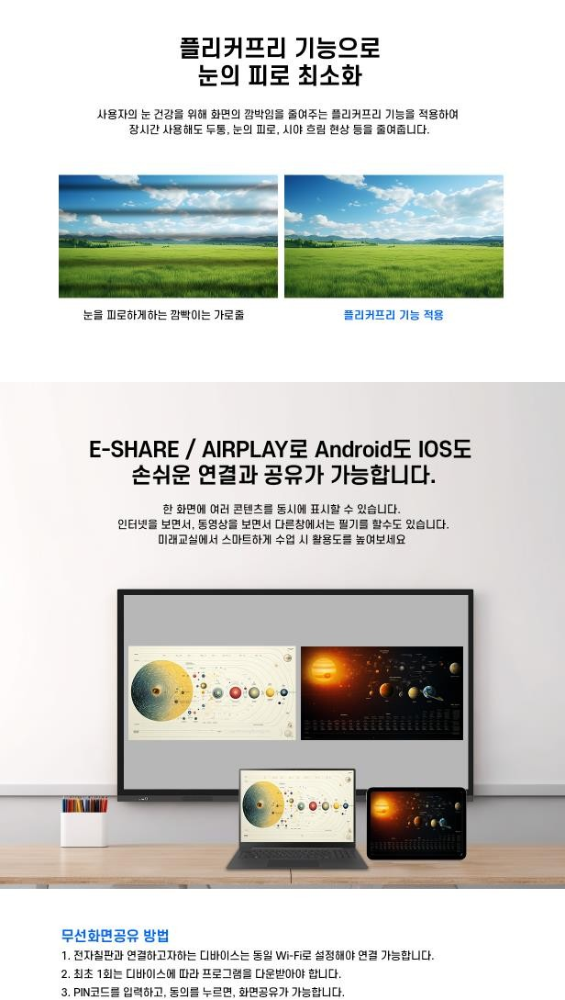 플리커프리 기능으로
눈의 피로 최소화
사용자의 눈 건강을 위해 화면의 깜박임을 줄여주는 플리커프리 기능을 적용하여
장시간 사용해도 두통, 눈의 피로, 시야 흐림 현상 등을 줄여줍니다.
눈을 피로하게하는 깜빡이는 가로줄
플리커프리 기능 적용
E-SHARE / AIRPLAY로 Android도 IOS도
손쉬운 연결과 공유가 가능합니다.
한 화면에 여러 콘텐츠를 동시에 표시할 수 있습니다.
인터넷을 보면서, 동영상을 보면서 다른창에서는 필기를 할수도 있습니다.
미래교실에서 스마트하게 수업 시 활용도를 높여보세요
무선화면공유 방법
1. 전자칠판과 연결하고자하는 디바이스는 동일 Wi-Fi로 설정해야 연결 가능합니다.
2. 최초 1회는 디바이스에 따라 프로그램을 다운받아야 합니다.
3. PIN코드를 입력하고, 동의를 누르면, 화면공유가 가능합니다.